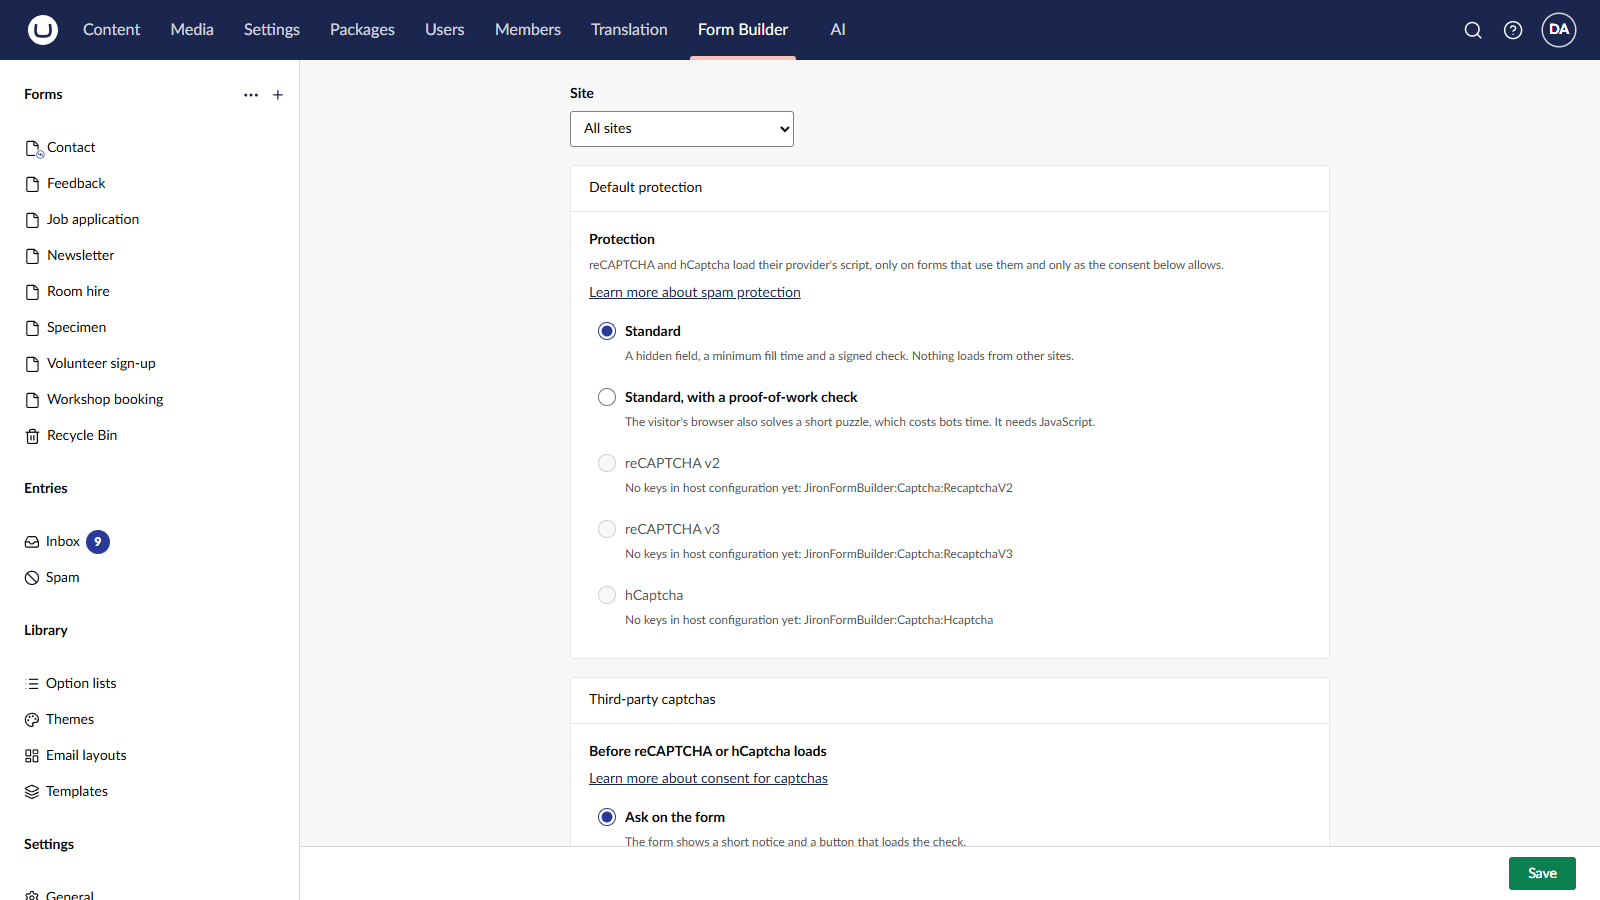 Content
Media
Settings
Packages
Users
Members
Translation
Form Builder
AI
DA
Forms
Contact
Feedback
Job application
Newsletter
Room hire
Specimen
Volunteer sign-up
Workshop booking
Recycle Bin
Entries
Inbox 9
Spam
Library
Option lists
Themes
Email layouts
Templates
Settings
General
Site
All sites
Default protection
Protection
reCAPTCHA and hCaptcha load their provider's script, only on forms that use them and only as the consent below allows.
Learn more about spam protection
Standard
A hidden field, a minimum fill time and a signed check. Nothing loads from other sites.
Standard, with a proof-of-work check
The visitor's browser also solves a short puzzle, which costs bots time. It needs JavaScript.
reCAPTCHA v2
No keys in host configuration yet: JironFormBuilder:Captcha:RecaptchaV2
reCAPTCHA v3
No keys in host configuration yet: JironFormBuilder:Captcha:RecaptchaV3
hCaptcha
No keys in host configuration yet: JironFormBuilder:Captcha:Hcaptcha
Third-party captchas
Before reCAPTCHA or hCaptcha loads
Learn more about consent for captchas
Ask on the form
The form shows a short notice and a button that loads the check.
Save